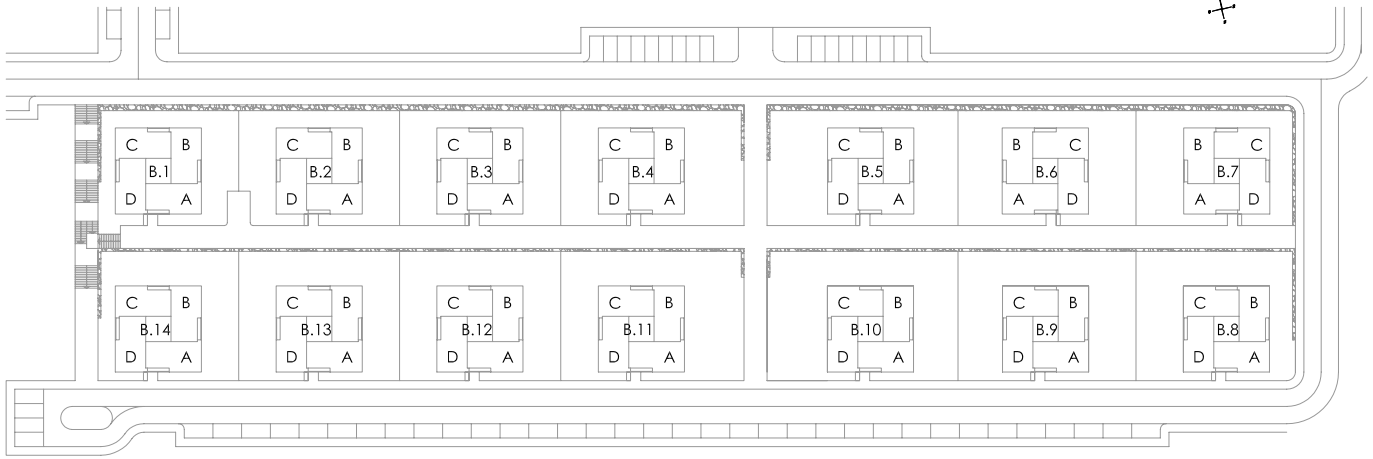 C B C B C B C B C B B C B C
B.1 B.2 B.3 B.4 B.5 B.6 B.7
D A D A D A D A D A A D A D
C B C B C B C B C B C B C B
B.14 B.13 B.12 B.11 B.10 B.9 B.8
D A D A D A D A D A D A D A